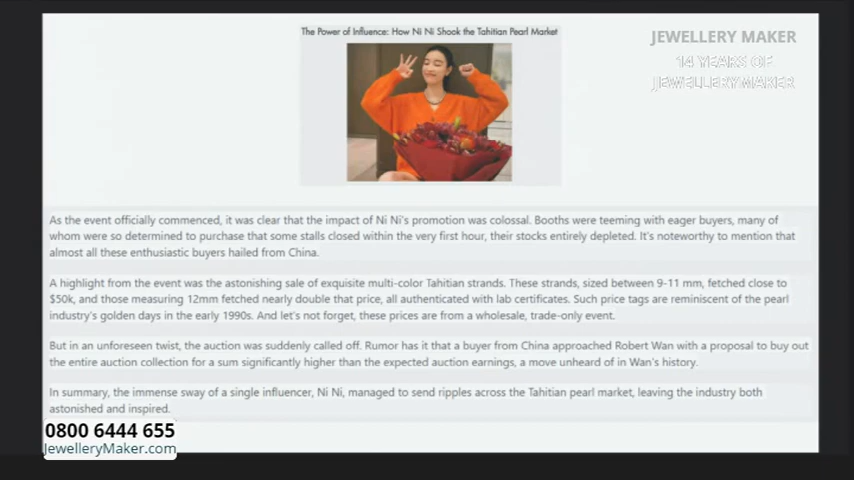 The Power of Influence: How Ni Ni Shook the Tahitian Pearl Market
JEWELLERY MAKER
14 YEARS OF
JEWELLERYMAKER
As the event officially commenced, it was clear that the impact of Ni Ni's promotion was colossal. Booths were teeming with eager buyers, many of
whom were so determined to purchase that some stalls closed within the very first hour, their stocks entirely depleted. It's noteworthy to mention that
almost all these enthusiastic buyers hailed from China.
A highlight from the event was the astonishing sale of exquisite multi-color Tahitian strands. These strands, sized between 9-11 mm, fetched close to
$50k, and those measuring 12mm fetched nearly double that price, all authenticated with lab certificates. Such price tags are reminiscent of the pearl
industry's golden days in the early 1990s. And let's not forget, these prices are from a wholesale, trade-only event.
But in an unforeseen twist, the auction was suddenly called off. Rumor has it that a buyer from China approached Robert Wan with a proposal to buy out
the entire auction collection for a sum significantly higher than the expected auction earnings, a move unheard of in Wan's history.
In summary, the immense sway of a single influencer, Ni Ni, managed to send ripples across the Tahitian pearl market, leaving the industry both
astonished and inspired.
0800 6444 655
JewelleryMaker.com